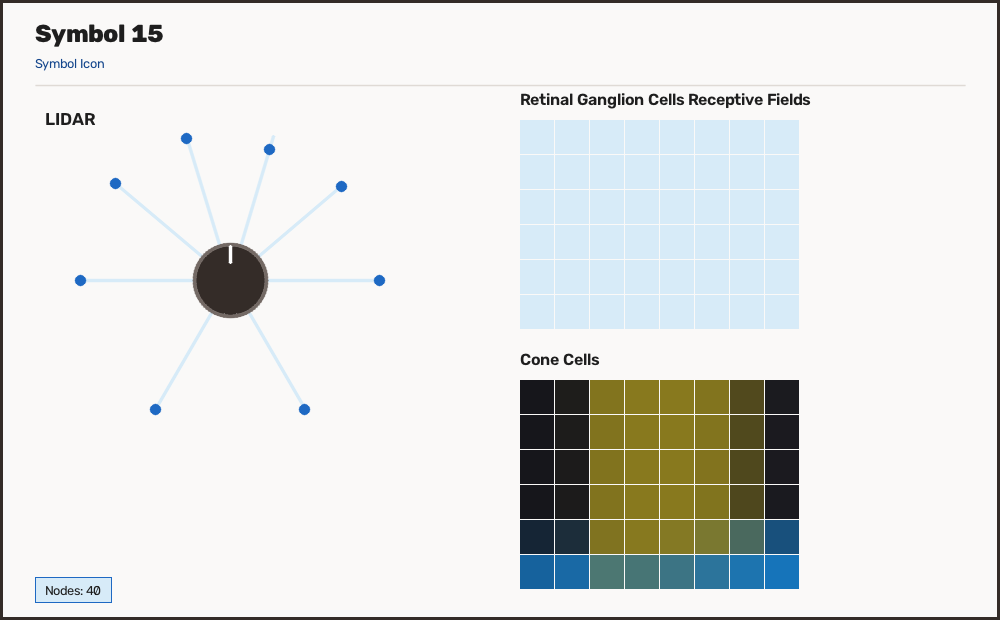 Symbol 15
Symbol Icon
LIDAR
Retinal Ganglion Cells Receptive Fields
Cone Cells
Nodes: 40